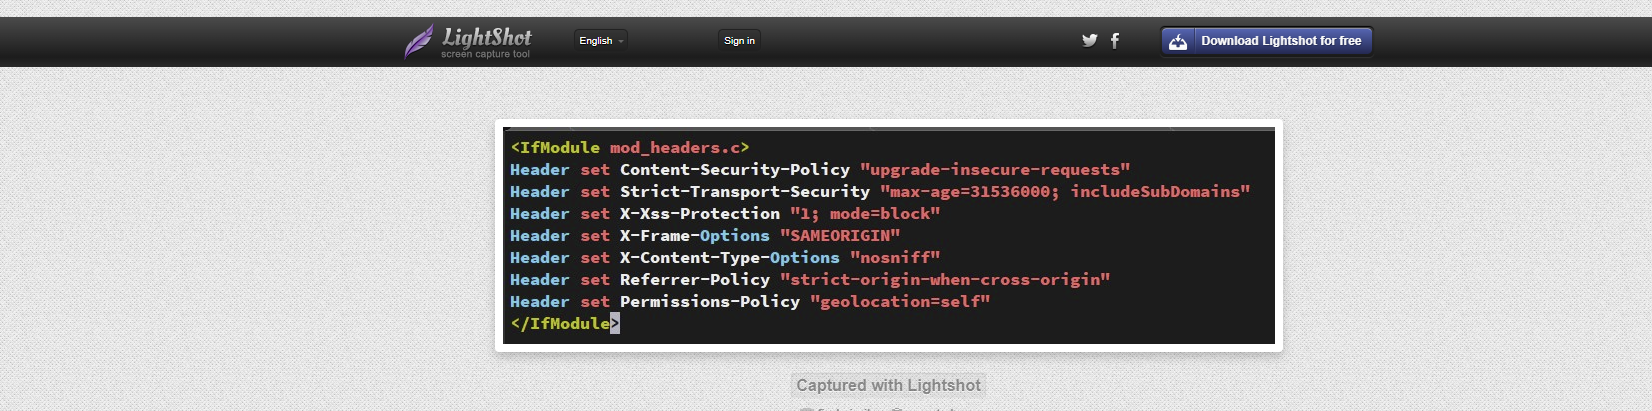 LightShot
screen capture tool
English
Sign in
Download Lightshot for free
<IfModule mod_headers.c>
Header set Content-Security-Policy "upgrade-insecure-requests"
Header set Strict-Transport-Security "max-age=31536000; includeSubDomains"
Header set X-Xss-Protection "1; mode=block"
Header set X-Frame-Options "SAMEORIGIN"
Header set X-Content-Type-Options "nosniff"
Header set Referrer-Policy "strict-origin-when-cross-origin"
Header set Permissions-Policy "geolocation=self"
</IfModule>
Captured with Lightshot